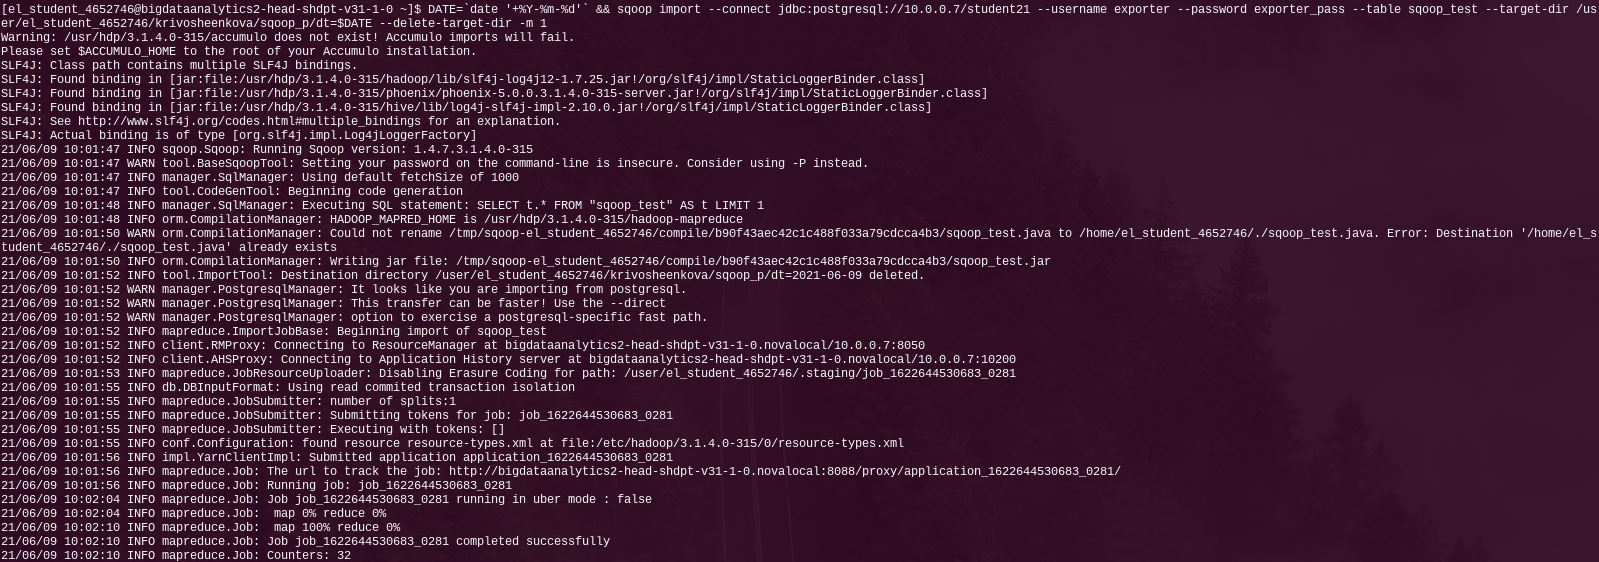 [el_student_4652746@bigdataanalytics2-head-shdpt-v31-1-0 ~]$ DATE=`date '+%Y-%m-%d'` && sqoop import --connect jdbc:postgresql://10.0.0.7/student21 --username exporter --password exporter_pass --table sqoop_test --target-dir /us
er/el_student_4652746/krivosheenkova/sqoop_p/dt=$DATE --delete-target-dir -m 1
Warning: /usr/hdp/3.1.4.0-315/accumulo does not exist! Accumulo imports will fail.
Please set $ACCUMULO_HOME to the root of your Accumulo installation.
SLF4J: Class path contains multiple SLF4J bindings.
SLF4J: Found binding in [jar:file:/usr/hdp/3.1.4.0-315/hadoop/lib/slf4j-log4j12-1.7.25.jar!/org/slf4j/impl/StaticLoggerBinder.class]
SLF4J: Found binding in [jar:file:/usr/hdp/3.1.4.0-315/phoenix/phoenix-5.0.0.3.1.4.0-315-server.jar!/org/slf4j/impl/StaticLoggerBinder.class]
SLF4J: Found binding in [jar:file:/usr/hdp/3.1.4.0-315/hive/lib/log4j-slf4j-impl-2.10.0.jar!/org/slf4j/impl/StaticLoggerBinder.class]
SLF4J: See http://www.slf4j.org/codes.html#multiple_bindings for an explanation.
SLF4J: Actual binding is of type [org.slf4j.impl.Log4jLoggerFactory]
21/06/09 10:01:47 INFO sqoop.Sqoop: Running Sqoop version: 1.4.7.3.1.4.0-315
21/06/09 10:01:47 WARN tool.BaseSqoopTool: Setting your password on the command-line is insecure. Consider using -P instead.
21/06/09 10:01:47 INFO manager.SqlManager: Using default fetchSize of 1000
21/06/09 10:01:47 INFO tool.CodeGenTool: Beginning code generation
21/06/09 10:01:48 INFO manager.SqlManager: Executing SQL statement: SELECT t.* FROM "sqoop_test" AS t LIMIT 1
21/06/09 10:01:48 INFO orm.CompilationManager: HADOOP_MAPRED_HOME is /usr/hdp/3.1.4.0-315/hadoop-mapreduce
21/06/09 10:01:50 WARN orm.CompilationManager: Could not rename /tmp/sqoop-el_student_4652746/compile/b90f43aec42c1c488f033a79cdcca4b3/sqoop_test.java to /home/el_student_4652746/./sqoop_test.java. Error: Destination '/home/el_s
tudent_4652746/./sqoop_test.java' already exists
21/06/09 10:01:50 INFO orm.CompilationManager: Writing jar file: /tmp/sqoop-el_student_4652746/compile/b90f43aec42c1c488f033a79cdcca4b3/sqoop_test.jar
21/06/09 10:01:52 INFO tool.ImportTool: Destination directory /user/el_student_4652746/krivosheenkova/sqoop_p/dt=2021-06-09 deleted.
21/06/09 10:01:52 WARN manager.PostgresqlManager: It looks like you are importing from postgresql.
21/06/09 10:01:52 WARN manager.PostgresqlManager: This transfer can be faster! Use the --direct
21/06/09 10:01:52 WARN manager.PostgresqlManager: option to exercise a postgresql-specific fast path.
21/06/09 10:01:52 INFO mapreduce.ImportJobBase: Beginning import of sqoop_test
21/06/09 10:01:52 INFO client.RMProxy: Connecting to ResourceManager at bigdataanalytics2-head-shdpt-v31-1-0.novalocal/10.0.0.7:8050
21/06/09 10:01:52 INFO client.AHSProxy: Connecting to Application History server at bigdataanalytics2-head-shdpt-v31-1-0.novalocal/10.0.0.7:10200
21/06/09 10:01:53 INFO mapreduce.JobResourceUploader: Disabling Erasure Coding for path: /user/el_student_4652746/.staging/job_1622644530683_0281
21/06/09 10:01:55 INFO db.DBInputFormat: Using read commited transaction isolation
21/06/09 10:01:55 INFO mapreduce.JobSubmitter: number of splits:1
21/06/09 10:01:55 INFO mapreduce.JobSubmitter: Submitting tokens for job: job_1622644530683_0281
21/06/09 10:01:55 INFO mapreduce.JobSubmitter: Executing with tokens: []
21/06/09 10:01:55 INFO conf.Configuration: found resource resource-types.xml at file:/etc/hadoop/3.1.4.0-315/0/resource-types.xml
21/06/09 10:01:56 INFO impl.YarnClientImpl: Submitted application application_1622644530683_0281
21/06/09 10:01:56 INFO mapreduce.Job: The url to track the job: http://bigdataanalytics2-head-shdpt-v31-1-0.novalocal:8088/proxy/application_1622644530683_0281/
21/06/09 10:01:56 INFO mapreduce.Job: Running job: job_1622644530683_0281
21/06/09 10:02:04 INFO mapreduce.Job: Job job_1622644530683_0281 running in uber mode : false
21/06/09 10:02:04 INFO mapreduce.Job:  map 0% reduce 0%
21/06/09 10:02:10 INFO mapreduce.Job:  map 100% reduce 0%
21/06/09 10:02:10 INFO mapreduce.Job: Job job_1622644530683_0281 completed successfully
21/06/09 10:02:10 INFO mapreduce.Job: Counters: 32